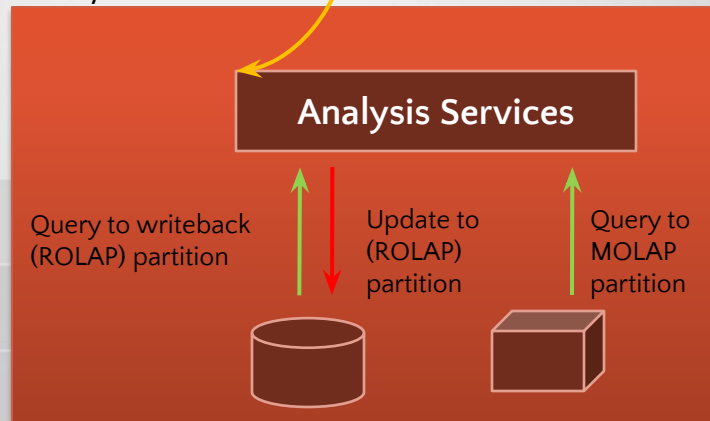 Analysis Services
Query to writeback
(ROLAP) partition
Update to
(ROLAP)
partition
Query to
MOLAP
partition